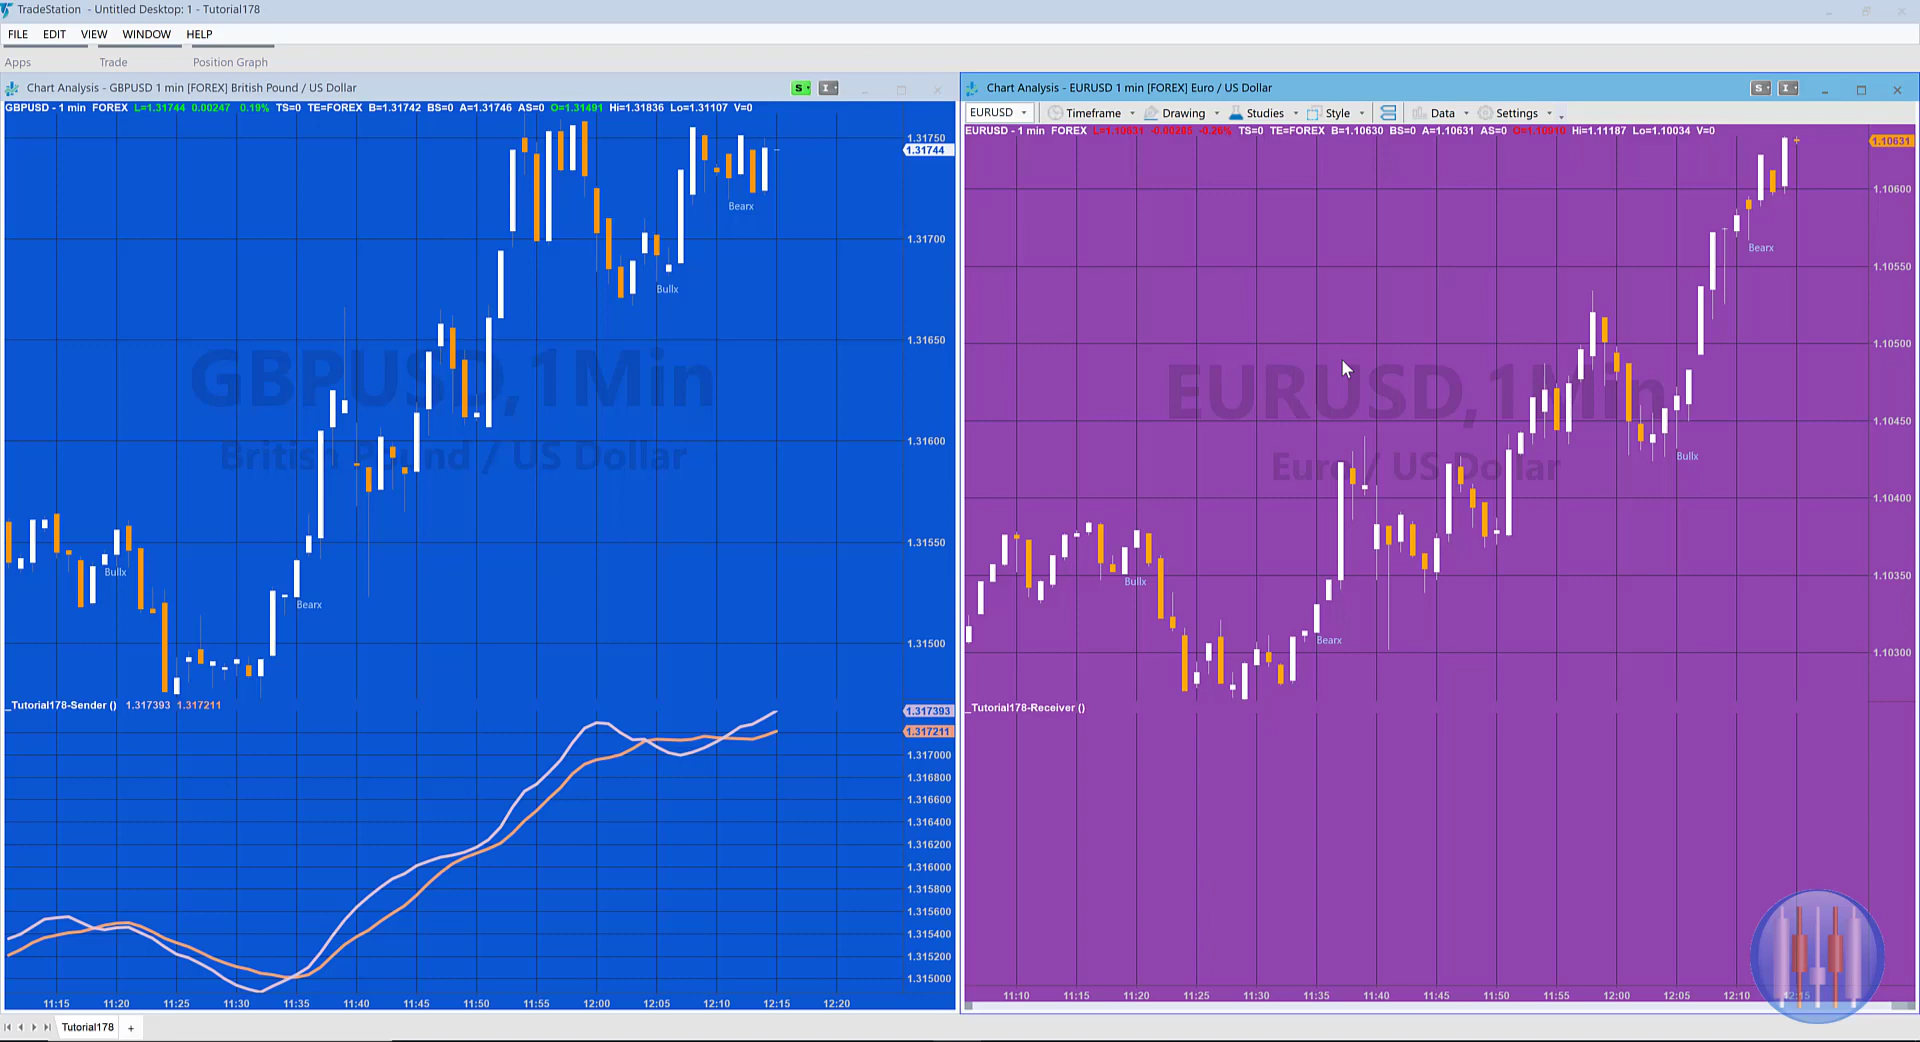 TradeStation - Untitled Desktop: 1 - Tutorial178
FILE EDIT VIEW WINDOW HELP
Apps Trade Position Graph
Chart Analysis - GBPUSD 1 min [FOREX] British Pound / US Dollar
S I
GBPUSD - 1 min FOREX L=1.31744 0.00247 0.19% TS=0 TE=FOREX B=1.31742 BS=0 A=1.31746 AS=0 O=1.31491 Hi=1.31836 Lo=1.31107 V=0
1.31750
1.31744
Bearx
1.31700
Bullx
1.31650
GBPUSD,1Min
British Pound / US Dollar
1.31600
1.31550
Bullx
Bearx
1.31500
_Tutorial178-Sender () 1.317393 1.317211
1.317393
1.317211
1.317000
1.316800
1.316600
1.316400
1.316200
1.316000
1.315800
1.315600
1.315400
1.315200
1.315000
11:15 11:20 11:25 11:30 11:35 11:40 11:45 11:50 11:55 12:00 12:05 12:10 12:15 12:20
Chart Analysis - EURUSD 1 min [FOREX] Euro / US Dollar
S I
EURUSD Timeframe Drawing Studies Style Data Settings
EURUSD - 1 min FOREX L=1.10631 -0.00285 -0.26% TS=0 TE=FOREX B=1.10630 BS=0 A=1.10631 AS=0 O=1.10910 Hi=1.11187 Lo=1.10034 V=0
1.10631
1.10600
Bearx
1.10550
1.10500
EURUSD,1Min
Euro / US Dollar
1.10450
Bullx
1.10400
1.10350
Bullx
Bearx
1.10300
_Tutorial178-Receiver ()
11:10 11:15 11:20 11:25 11:30 11:35 11:40 11:45 11:50 11:55 12:00 12:05 12:10 12:15
Tutorial178 +